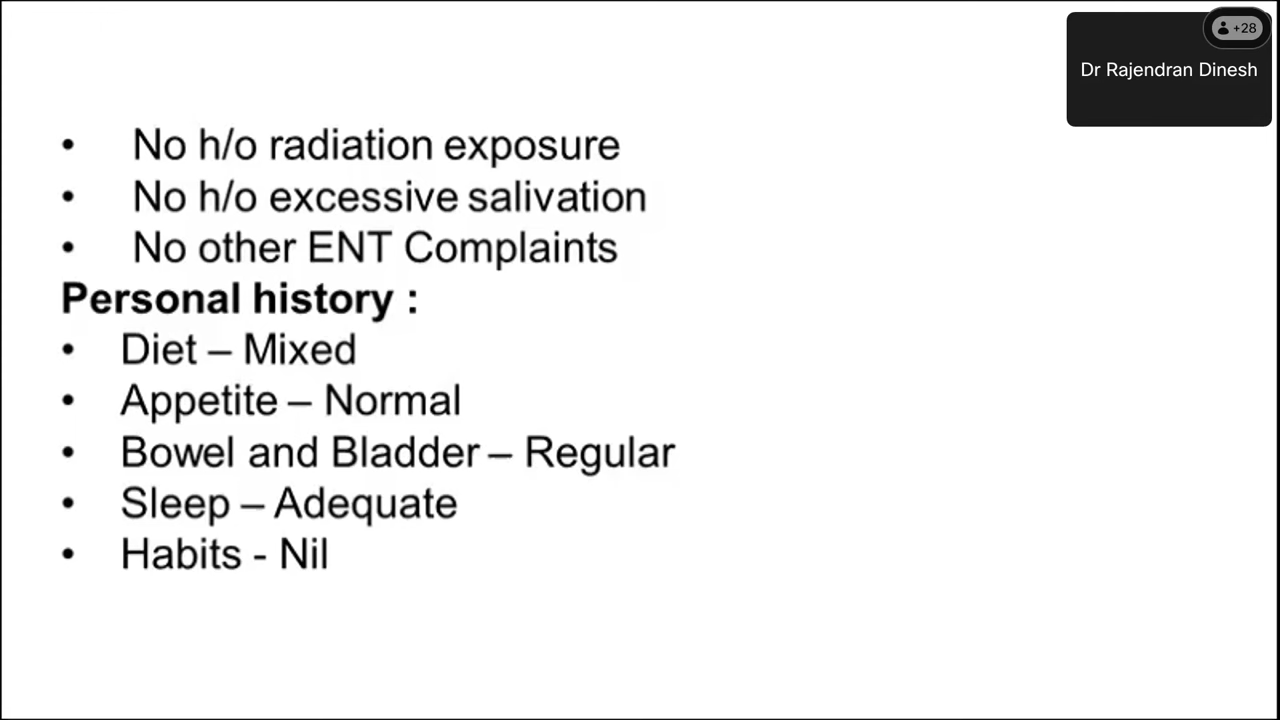 +28
Dr Rajendran Dinesh
• No h/o radiation exposure
• No h/o excessive salivation
• No other ENT Complaints
Personal history :
• Diet – Mixed
• Appetite – Normal
• Bowel and Bladder – Regular
• Sleep – Adequate
• Habits - Nil